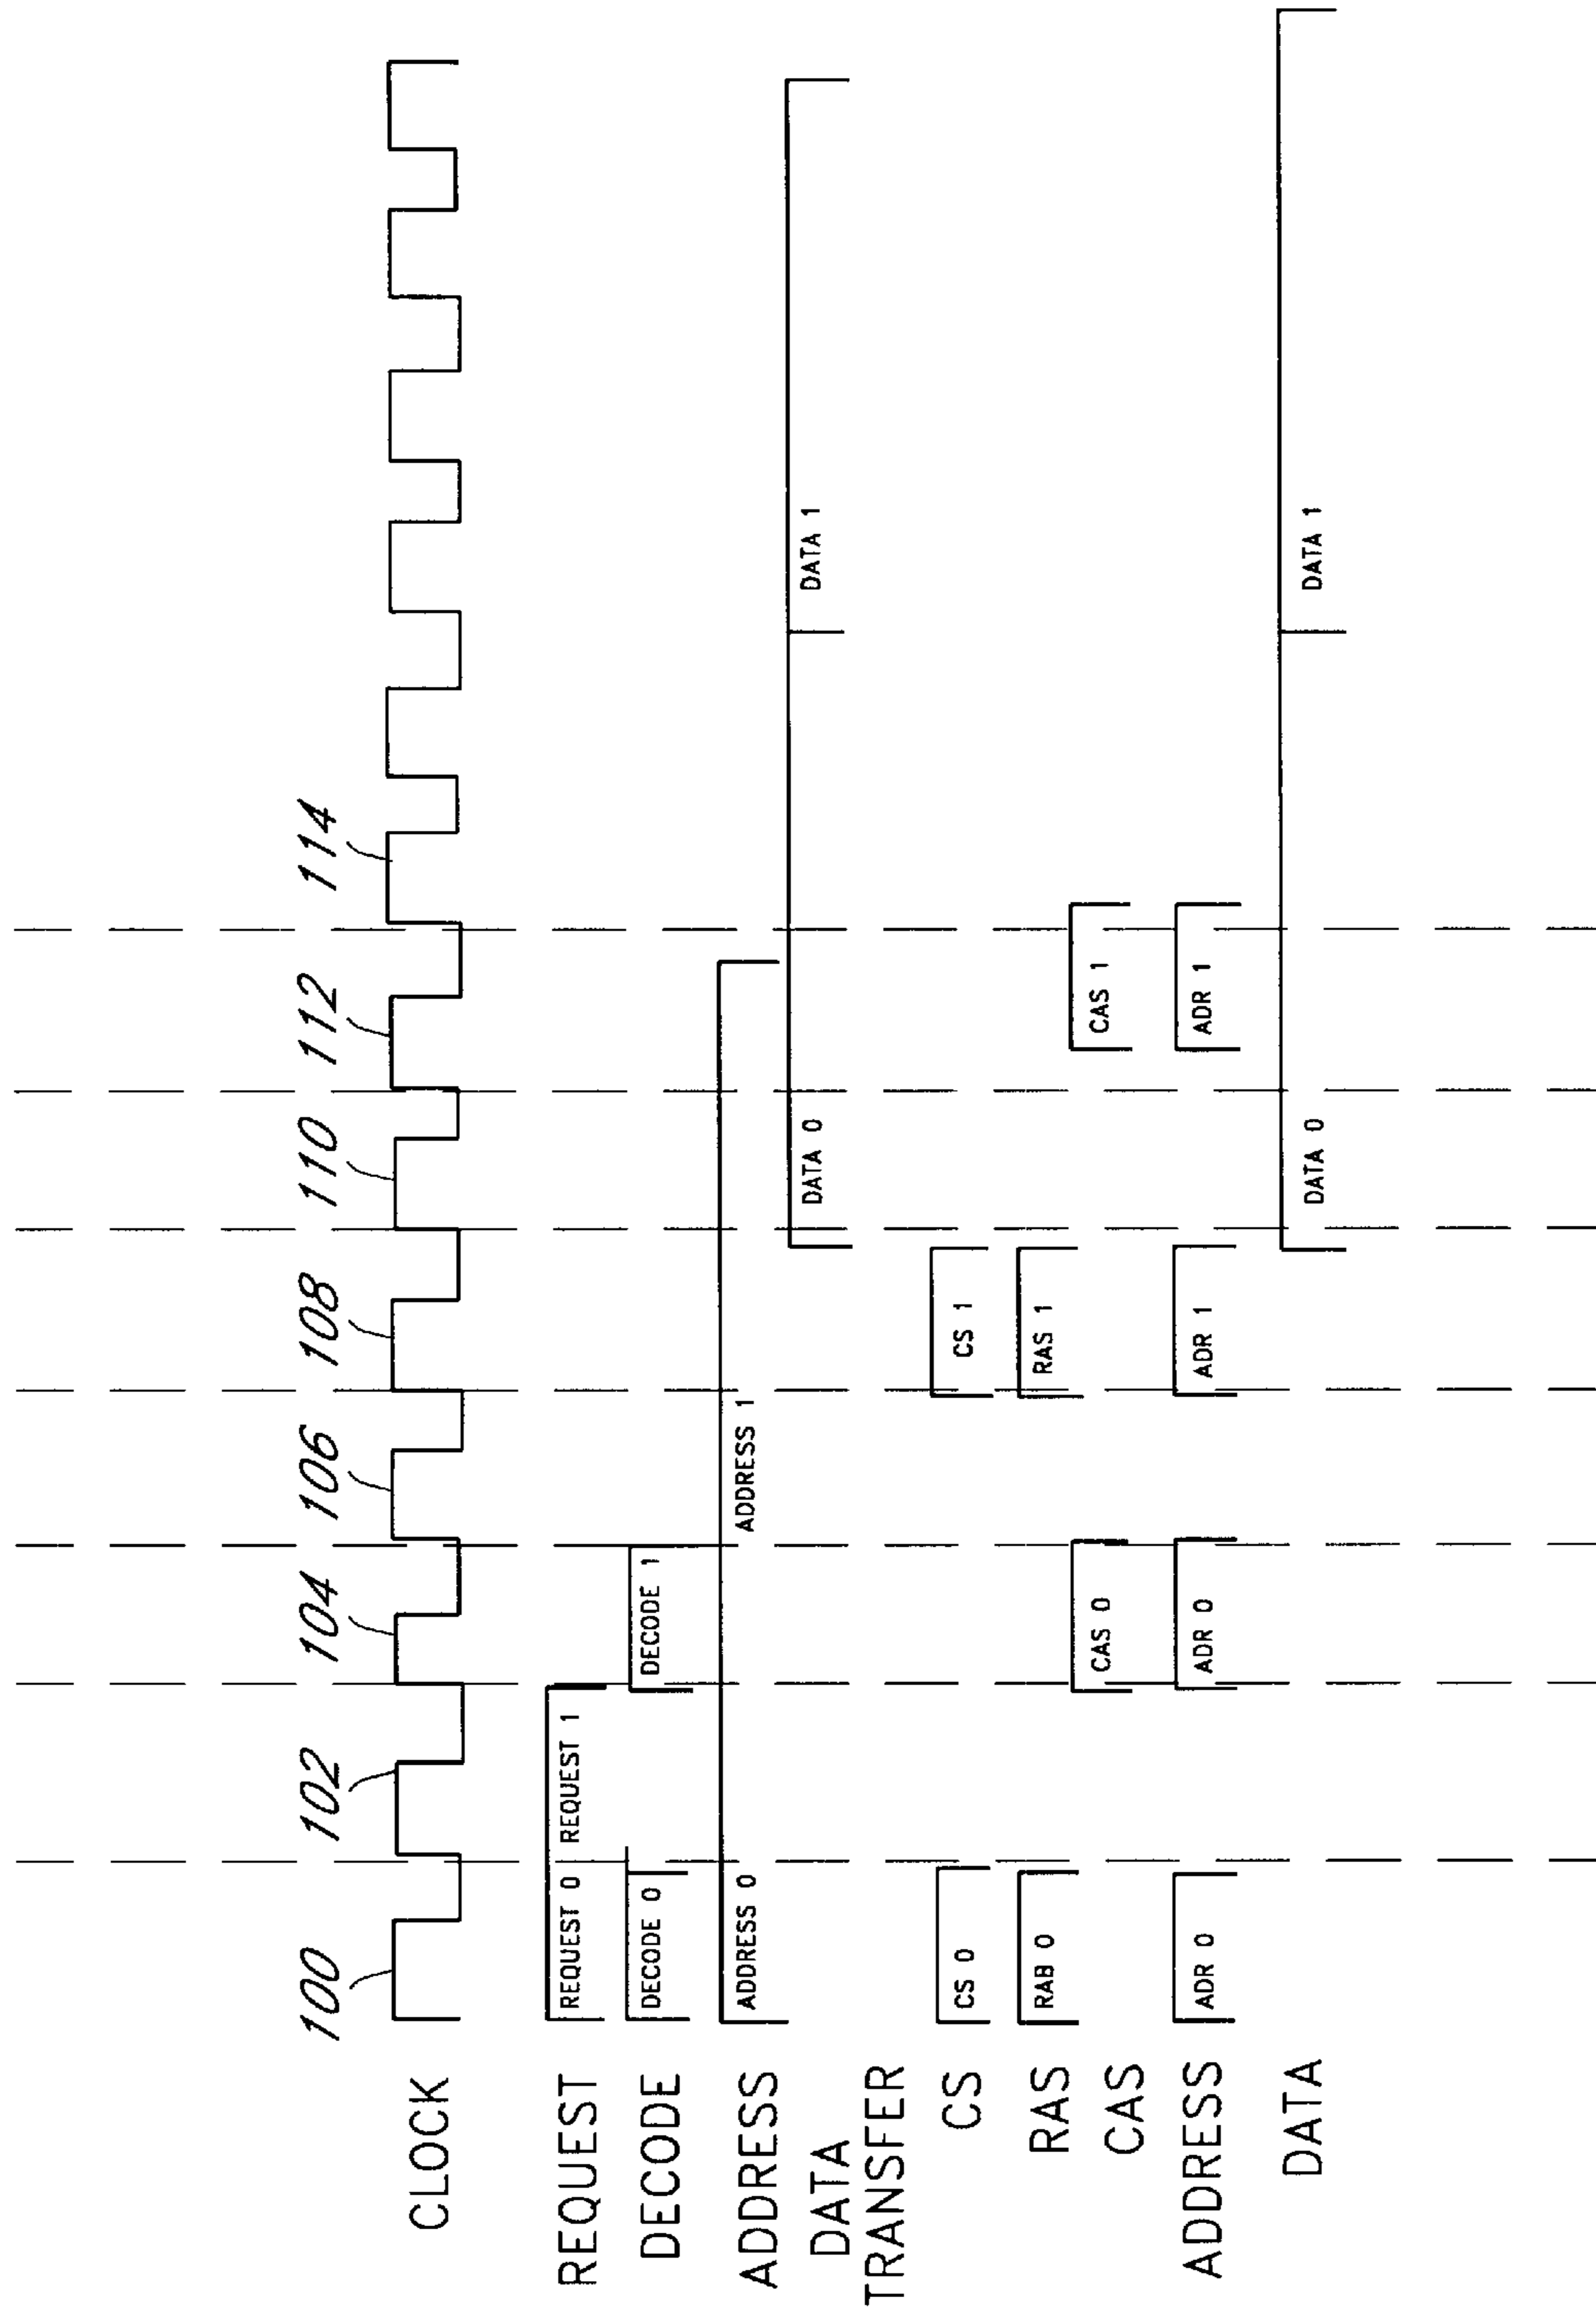 100 102 104 106 108 110 112 114
CLOCK
REQUEST REQUEST 0 REQUEST 1
DECODE DECODE 0 DECODE 1
ADDRESS ADDRESS 0 ADDRESS 1
DATA
TRANSFER DATA 0 DATA 1
CS CS 0 CS 1
RAS RAB 0 RAS 1
CAS CAS 0 CAS 1
ADDRESS ADR 0 ADR 0 ADR 1 ADR 1
DATA DATA 0 DATA 1